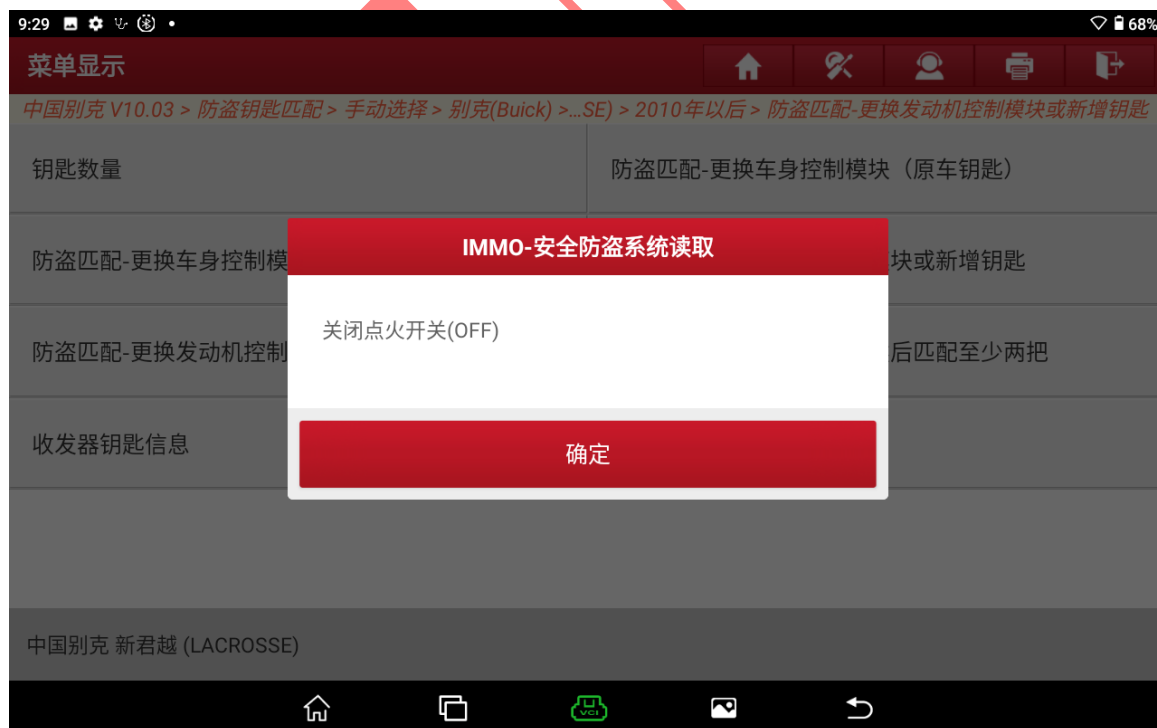 9:29
68%
菜单显示
中国别克 V10.03 > 防盗钥匙匹配 > 手动选择 > 别克(Buick) >...SE) > 2010年以后 > 防盗匹配-更换发动机控制模块或新增钥匙
钥匙数量
防盗匹配-更换车身控制模块（原车钥匙）
防盗匹配-更换车身控制模
块或新增钥匙
IMMO-安全防盗系统读取
关闭点火开关(OFF)
防盗匹配-更换发动机控制
后匹配至少两把
收发器钥匙信息
确定
中国别克 新君越 (LACROSSE)
VCI